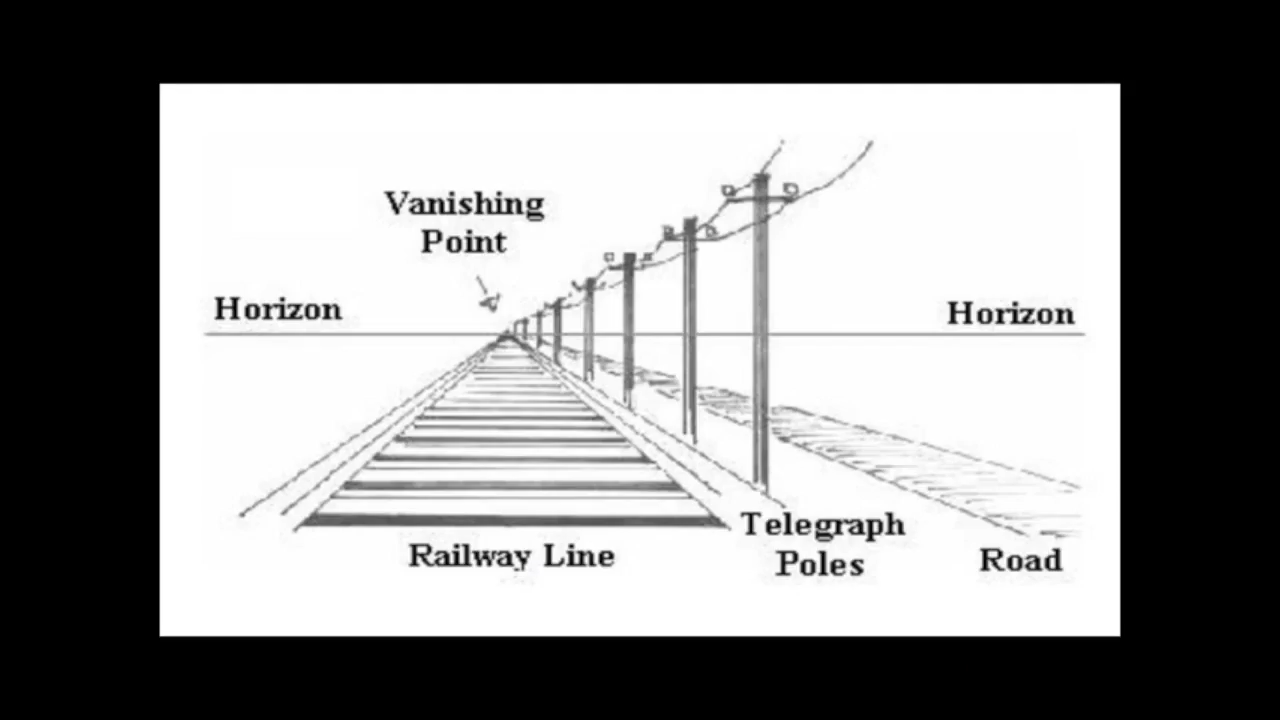 Vanishing
Point
Horizon
Horizon
Railway Line
Telegraph
Poles
Road